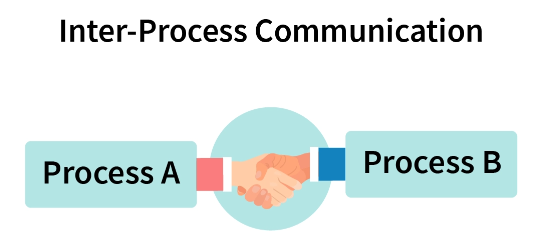 Inter-Process Communication
Process A
Process B